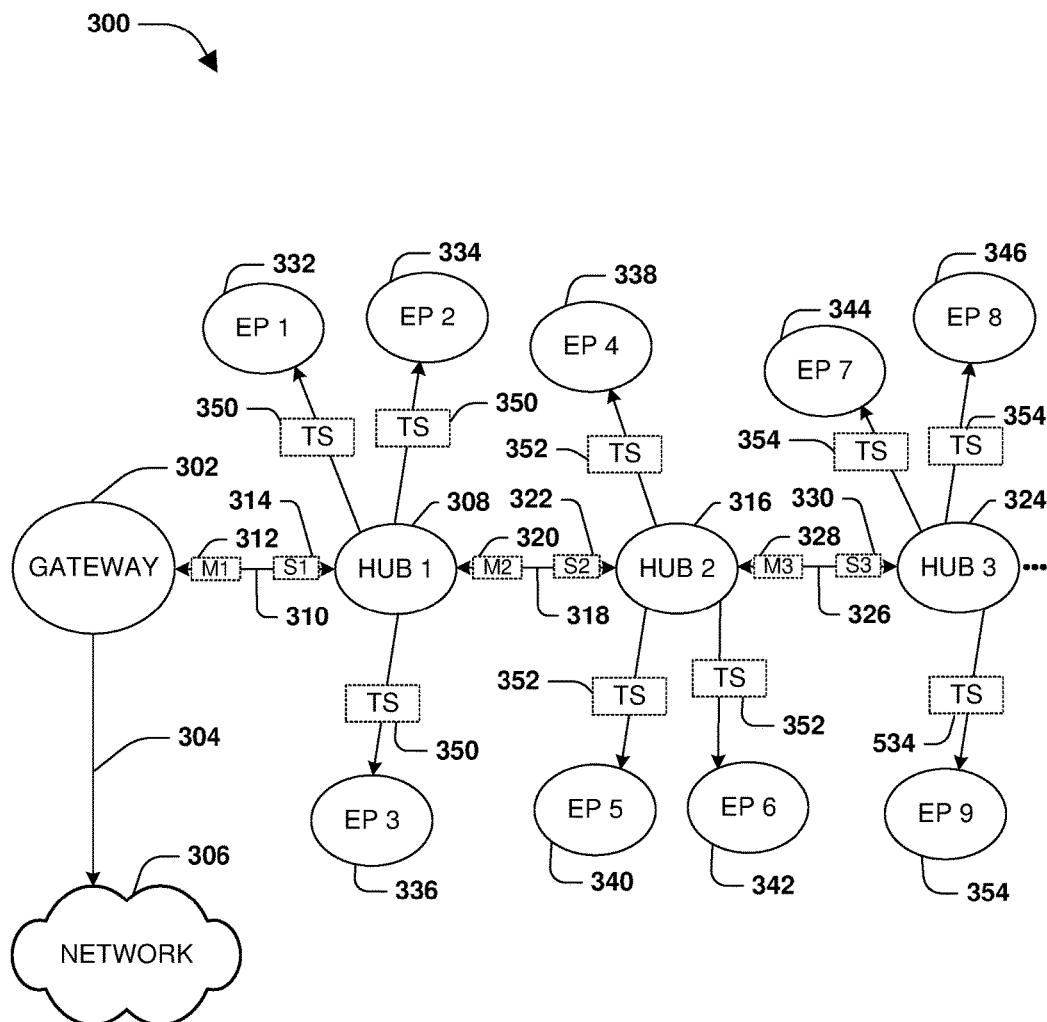 300
332
334
346
338
344
EP 1
EP 2
EP 8
EP 4
EP 7
350
TS
TS
350
354
352
TS
354
TS
TS
302
314
308
322
316
330
324
312
320
328
GATEWAY
M1
S1
HUB 1
M2
S2
HUB 2
M3
S3
HUB 3
310
318
326
352
TS
TS
TS
TS
352
350
304
534
EP 3
EP 5
EP 6
EP 9
306
336
340
342
354
NETWORK